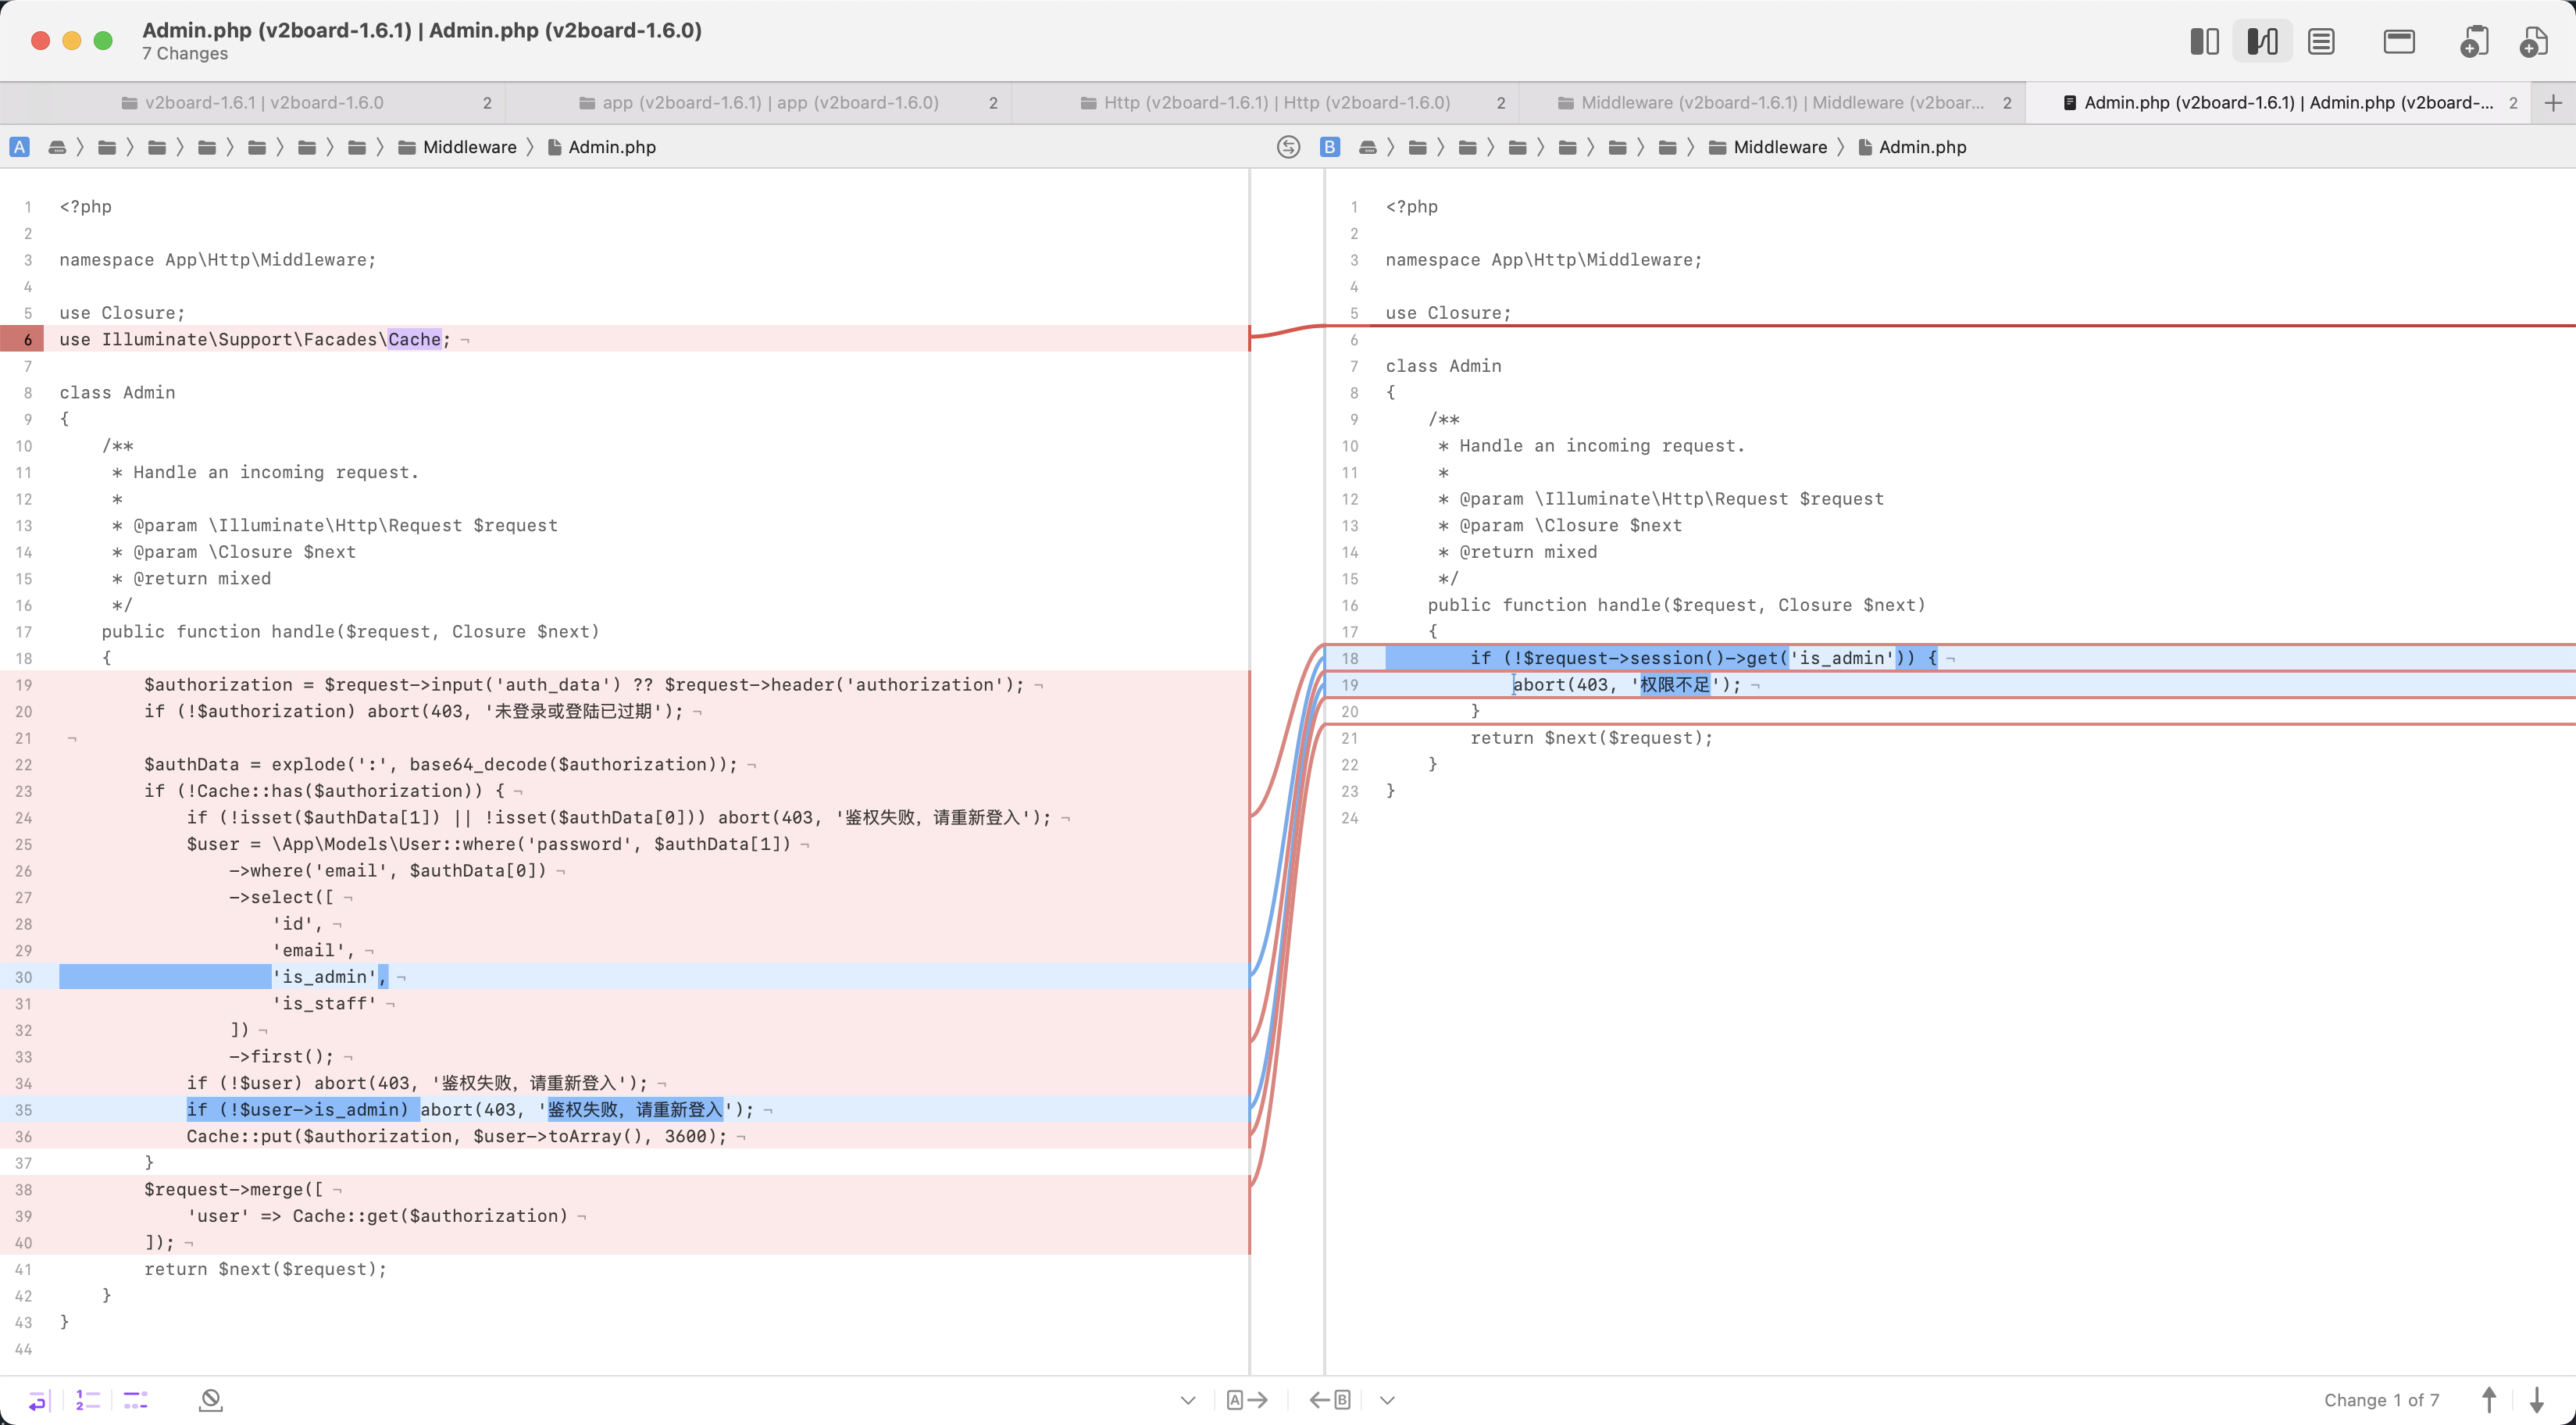 Admin.php (v2board-1.6.1) | Admin.php (v2board-1.6.0)
7 Changes
v2board-1.6.1 | v2board-1.6.0 2
app (v2board-1.6.1) | app (v2board-1.6.0) 2
Http (v2board-1.6.1) | Http (v2board-1.6.0) 2
Middleware (v2board-1.6.1) | Middleware (v2boar... 2
Admin.php (v2board-1.6.1) | Admin.php (v2board-... 2
A Middleware Admin.php
B Middleware Admin.php
1 <?php
2
3 namespace App\Http\Middleware;
4
5 use Closure;
6 use Illuminate\Support\Facades\Cache; ¬
7
8 class Admin
9 {
10 /**
11 * Handle an incoming request.
12 *
13 * @param \Illuminate\Http\Request $request
14 * @param \Closure $next
15 * @return mixed
16 */
17 public function handle($request, Closure $next)
18 {
19 $authorization = $request->input('auth_data') ?? $request->header('authorization'); ¬
20 if (!$authorization) abort(403, '未登录或登陆已过期'); ¬
21 ¬
22 $authData = explode(':', base64_decode($authorization)); ¬
23 if (!Cache::has($authorization)) { ¬
24 if (!isset($authData[1]) || !isset($authData[0])) abort(403, '鉴权失败，请重新登入'); ¬
25 $user = \App\Models\User::where('password', $authData[1]) ¬
26 ->where('email', $authData[0]) ¬
27 ->select([ ¬
28 'id', ¬
29 'email', ¬
30 'is_admin', ¬
31 'is_staff' ¬
32 ]) ¬
33 ->first(); ¬
34 if (!$user) abort(403, '鉴权失败，请重新登入'); ¬
35 if (!$user->is_admin) abort(403, '鉴权失败，请重新登入'); ¬
36 Cache::put($authorization, $user->toArray(), 3600); ¬
37 }
38 $request->merge([ ¬
39 'user' => Cache::get($authorization) ¬
40 ]); ¬
41 return $next($request);
42 }
43 }
44
1 <?php
2
3 namespace App\Http\Middleware;
4
5 use Closure;
6
7 class Admin
8 {
9 /**
10 * Handle an incoming request.
11 *
12 * @param \Illuminate\Http\Request $request
13 * @param \Closure $next
14 * @return mixed
15 */
16 public function handle($request, Closure $next)
17 {
18 if (!$request->session()->get('is_admin')) { ¬
19 abort(403, '权限不足'); ¬
20 }
21 return $next($request);
22 }
23 }
24
A
B
Change 1 of 7